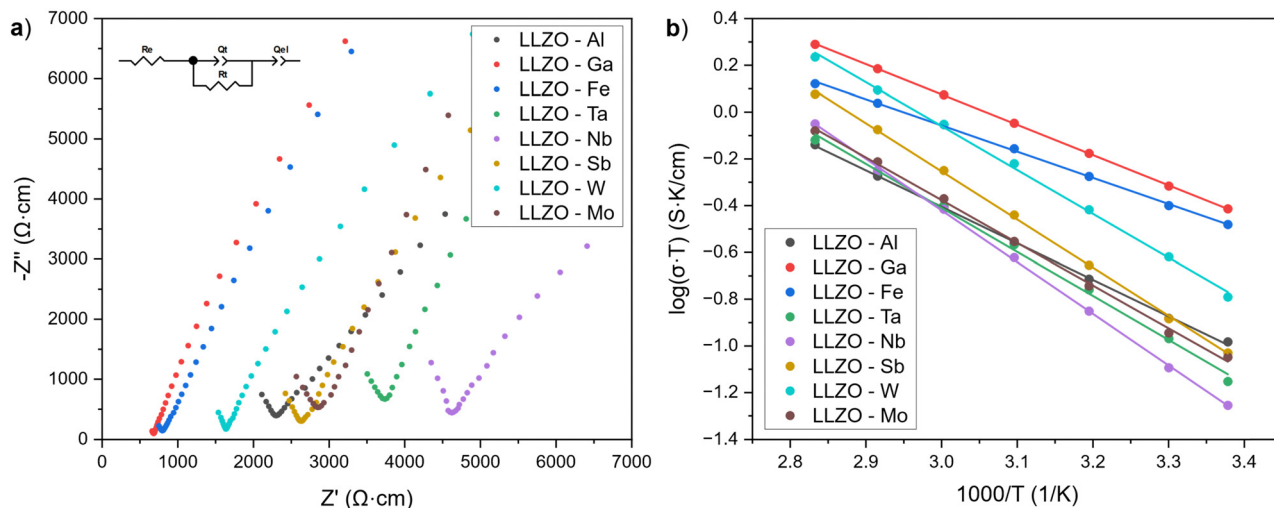 a)
-Z'' (Ω·cm)
7000
6000
7000
6000
5000
4000
3000
2000
1000
0
0
1000
2000
3000
4000
5000
6000
7000
Z' (Ω·cm)
Re
Qt
Qel
Rt
LLZO - Al
LLZO - Ga
LLZO - Fe
LLZO - Ta
LLZO - Nb
LLZO - Sb
LLZO - W
LLZO - Mo
b)
log(σ·T) (S·K/cm)
0.4
0.2
0.0
−0.2
−0.4
−0.6
−0.8
−1.0
−1.2
−1.4
2.8
2.9
3.0
3.1
3.2
3.3
3.4
1000/T (1/K)
LLZO - Al
LLZO - Ga
LLZO - Fe
LLZO - Ta
LLZO - Nb
LLZO - Sb
LLZO - W
LLZO - Mo